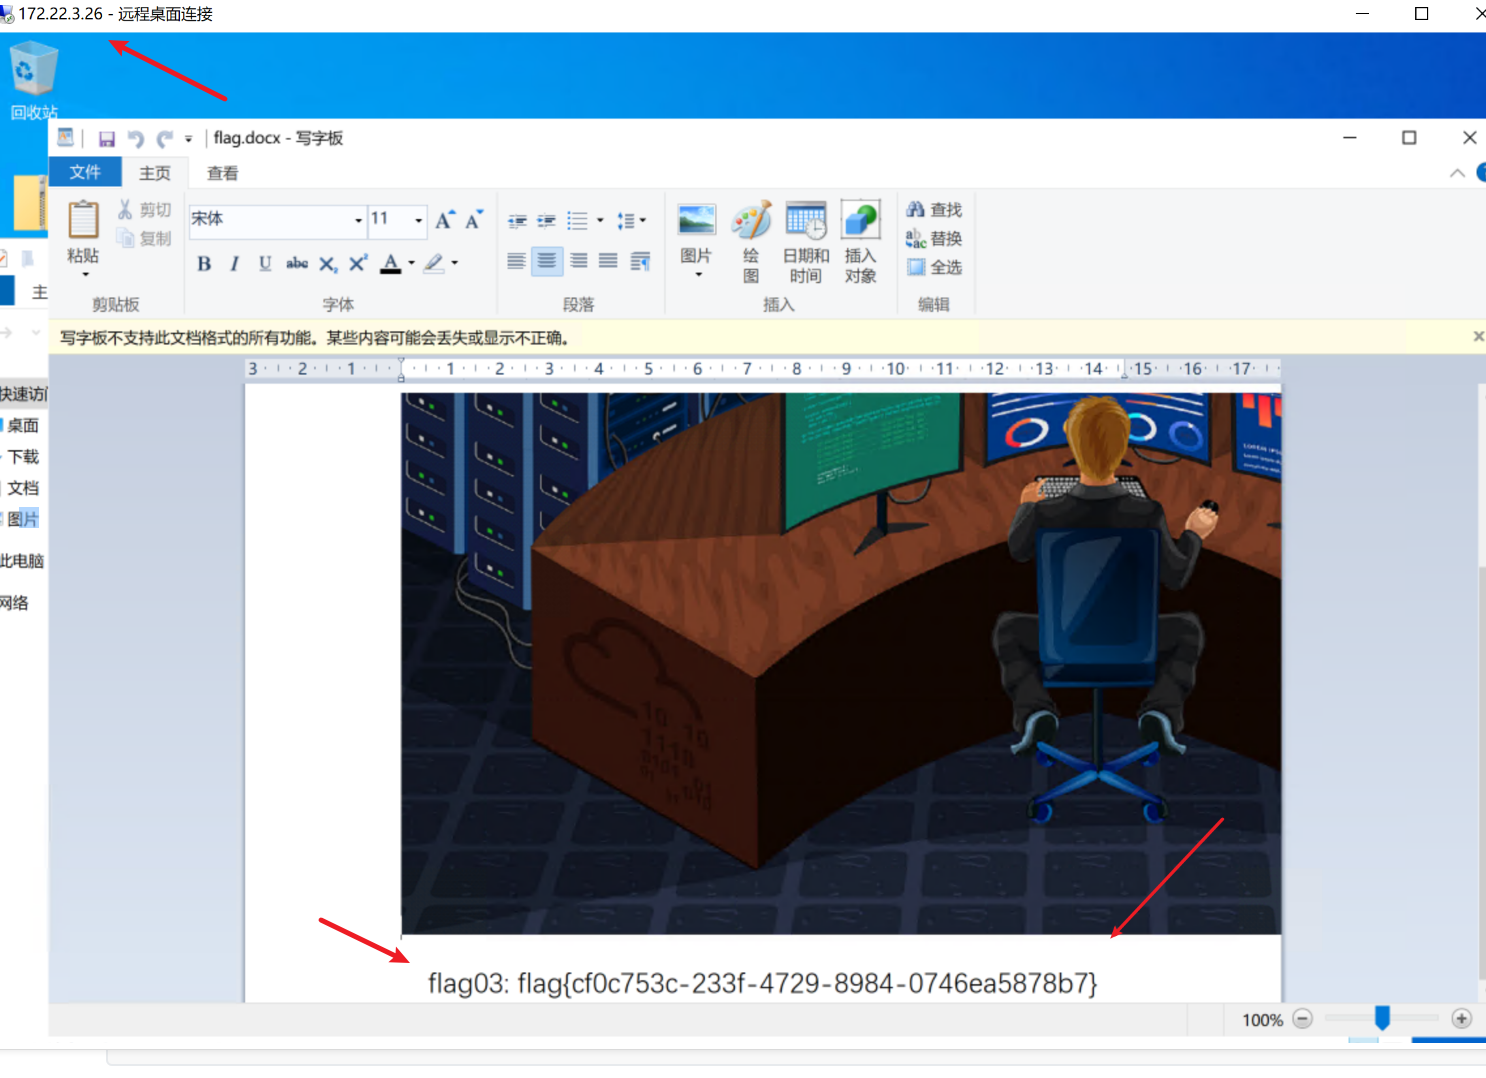 172.22.3.26 - 远程桌面连接
回收站
flag.docx - 写字板
文件 主页 查看
剪切
复制
粘贴
剪贴板
宋体 11
B I U abc X₂ X² A
字体
段落
图片
绘图
日期和时间
插入对象
插入
查找
替换
全选
编辑
主
写字板不支持此文档格式的所有功能。某些内容可能会丢失或显示不正确。
3 2 1 1 2 3 4 5 6 7 8 9 10 11 12 13 14 15 16 17
快速访问
桌面
下载
文档
图片
此电脑
网络
flag03: flag{cf0c753c-233f-4729-8984-0746ea5878b7}
100%